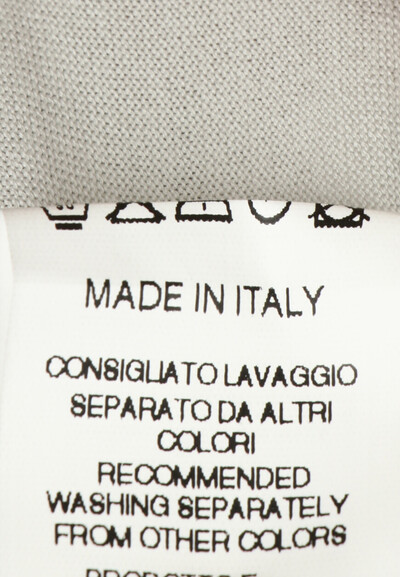 MADE IN ITALY
CONSIGLIATO LAVAGGIO
SEPARATO DA ALTRI
COLORI
RECOMMENDED
WASHING SEPARATELY
FROM OTHER COLORS